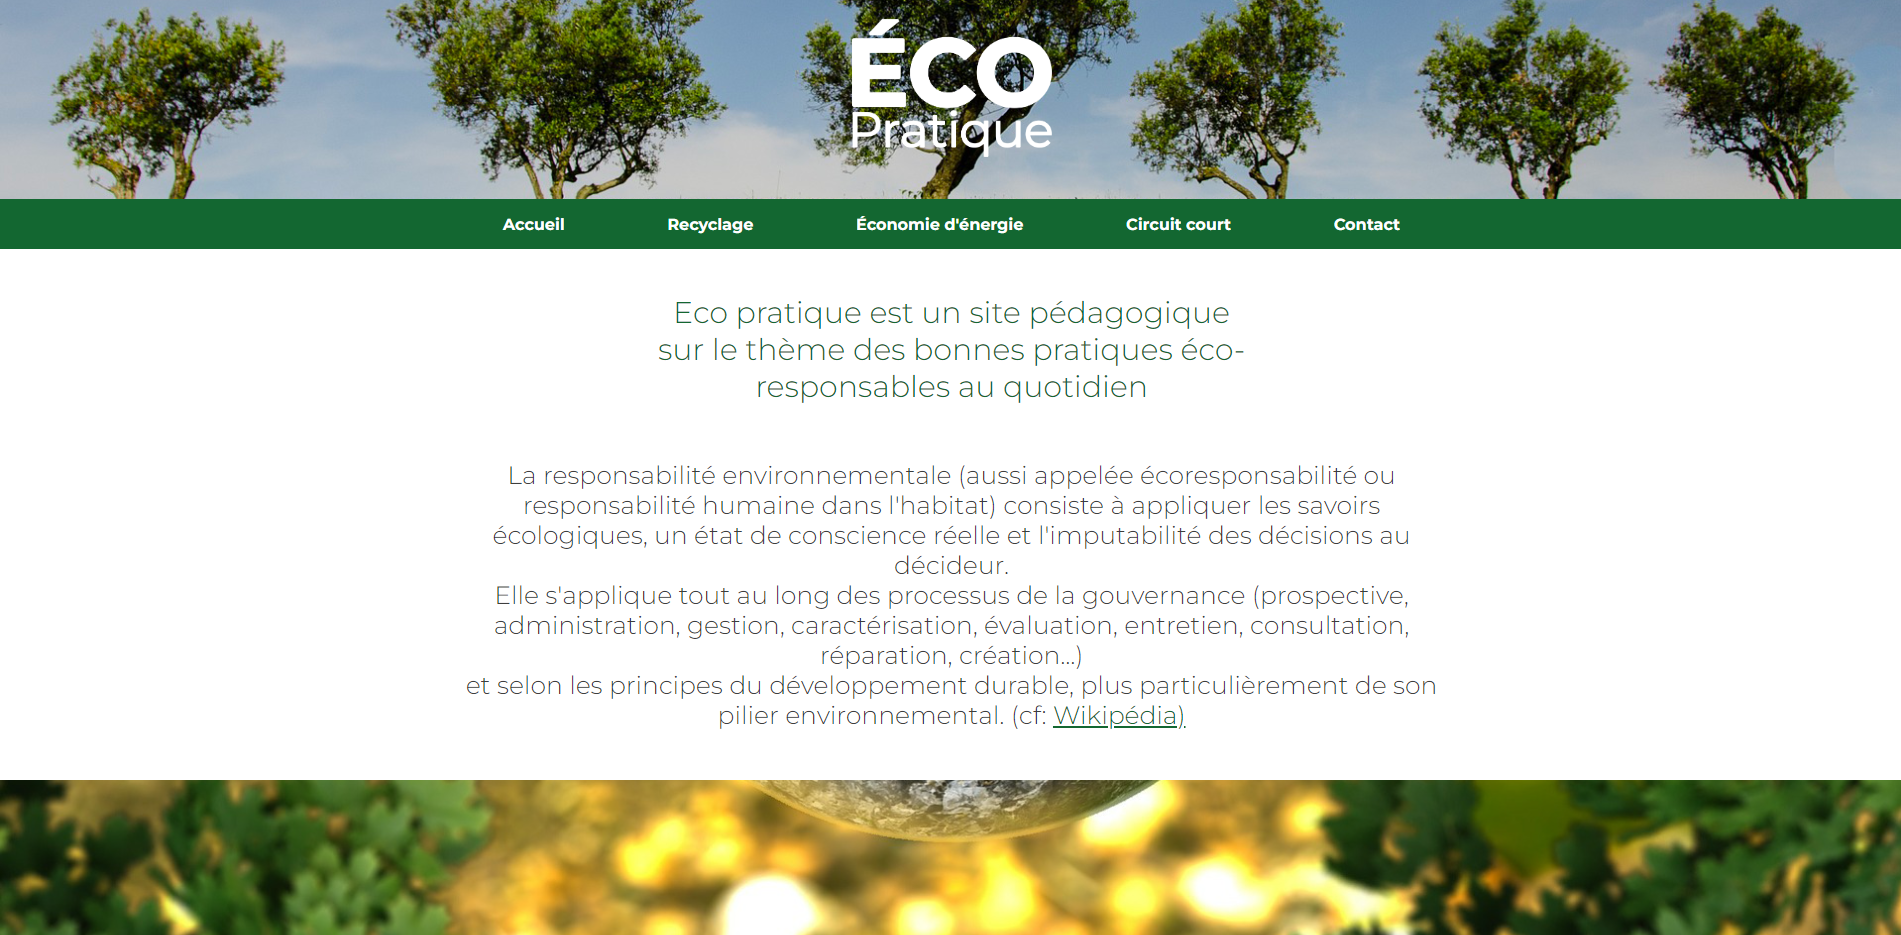 ÉCO
Pratique
Accueil Recyclage Économie d'énergie Circuit court Contact
Eco pratique est un site pédagogique
sur le thème des bonnes pratiques éco-
responsables au quotidien
La responsabilité environnementale (aussi appelée écoresponsabilité ou
responsabilité humaine dans l'habitat) consiste à appliquer les savoirs
écologiques, un état de conscience réelle et l'imputabilité des décisions au
décideur.
Elle s'applique tout au long des processus de la gouvernance (prospective,
administration, gestion, caractérisation, évaluation, entretien, consultation,
réparation, création...)
et selon les principes du développement durable, plus particulièrement de son
pilier environnemental. (cf: Wikipédia)